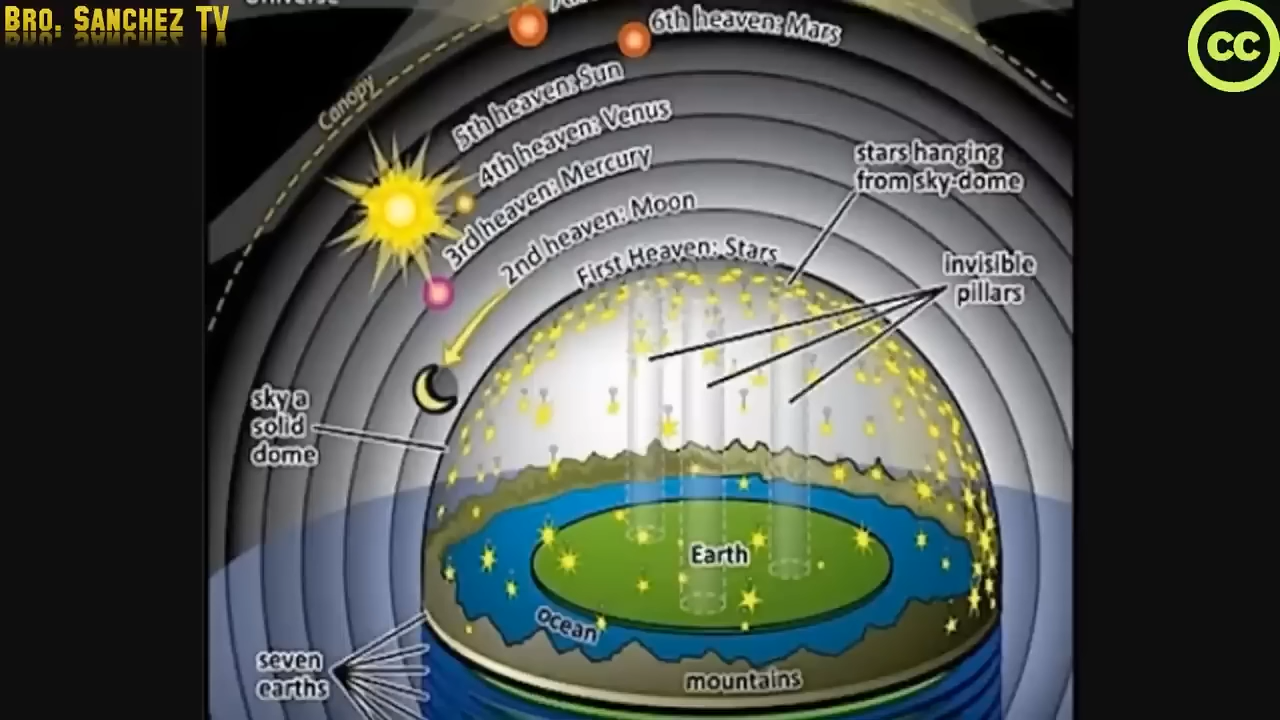 Universe
BRO. SANCHEZ TV
CC
6th heaven: Mars
Canopy
5th heaven: Sun
4th heaven: Venus
3rd heaven: Mercury
2nd heaven: Moon
First Heaven: Stars
stars hanging
from sky-dome
invisible
pillars
sky a
solid
dome
Earth
ocean
seven
earths
mountains